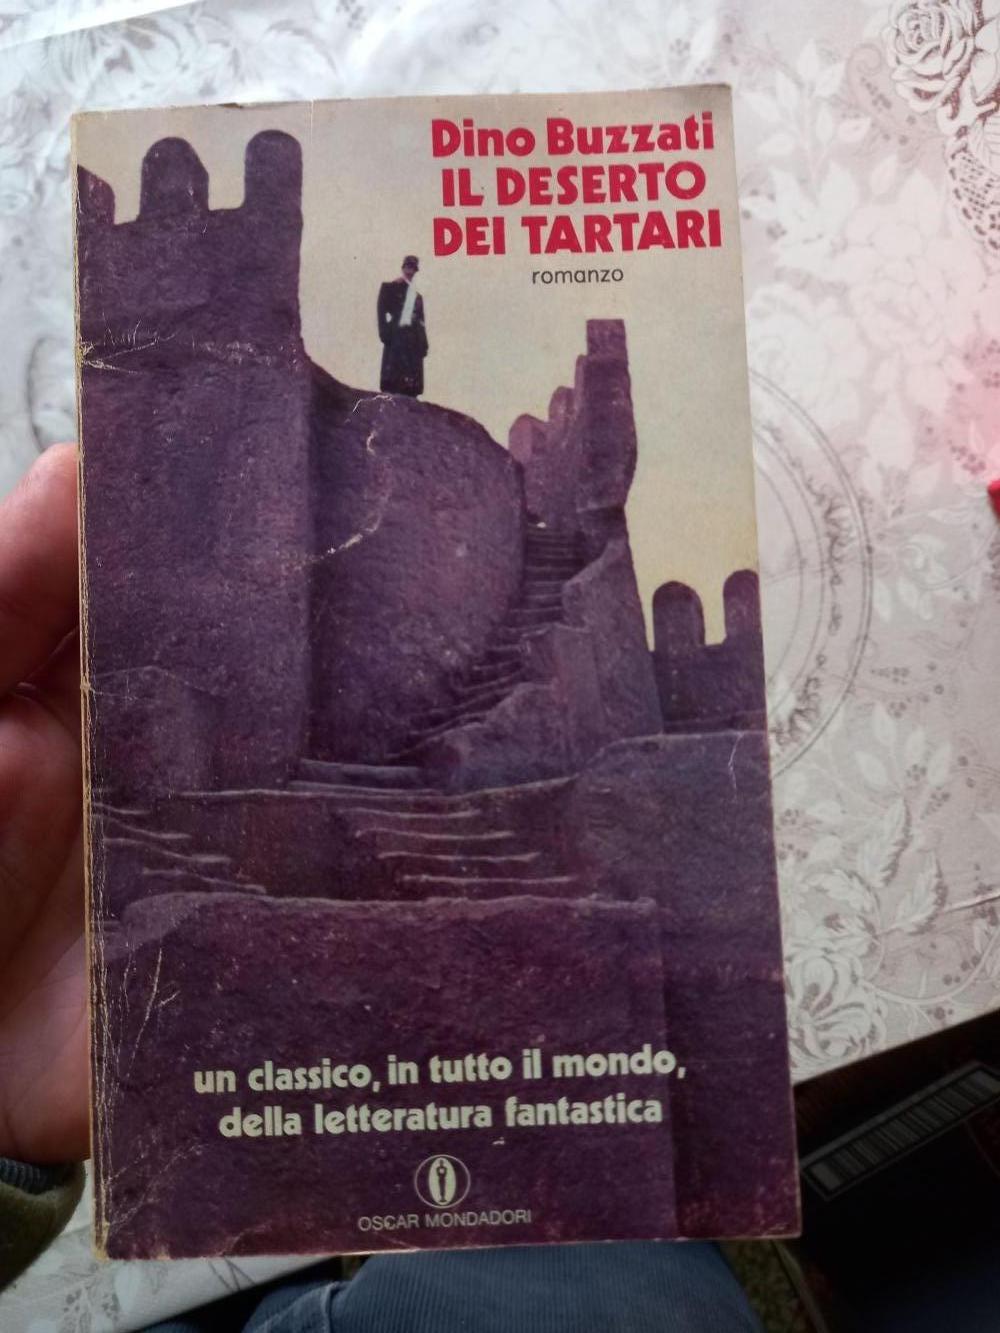 Dino Buzzati
IL DESERTO
DEI TARTARI
romanzo
un classico, in tutto il mondo,
della letteratura fantastica
OSCAR MONDADORI